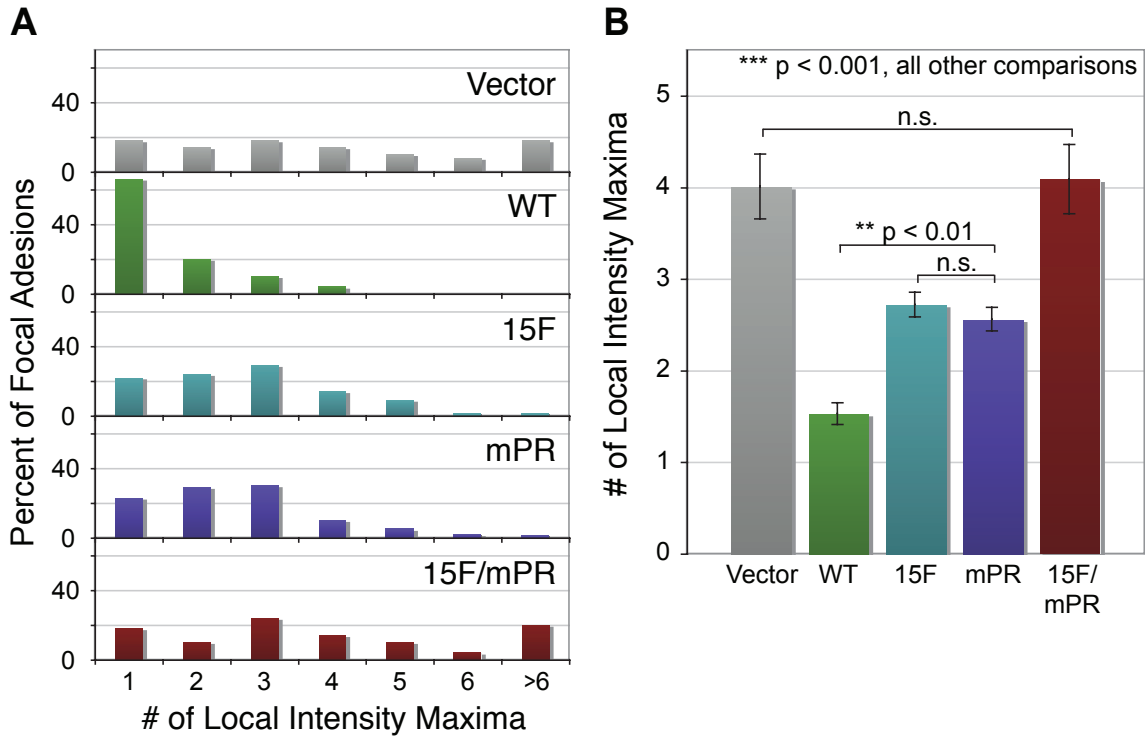 A
Percent of Focal Adesions
Vector
40
0
WT
40
0
15F
40
0
mPR
40
0
15F/mPR
40
0
1 2 3 4 5 6 >6
# of Local Intensity Maxima
B
# of Local Intensity Maxima
*** p < 0.001, all other comparisons
5
n.s.
4
** p < 0.01
n.s.
3
2
1
0
Vector WT 15F mPR 15F/
mPR